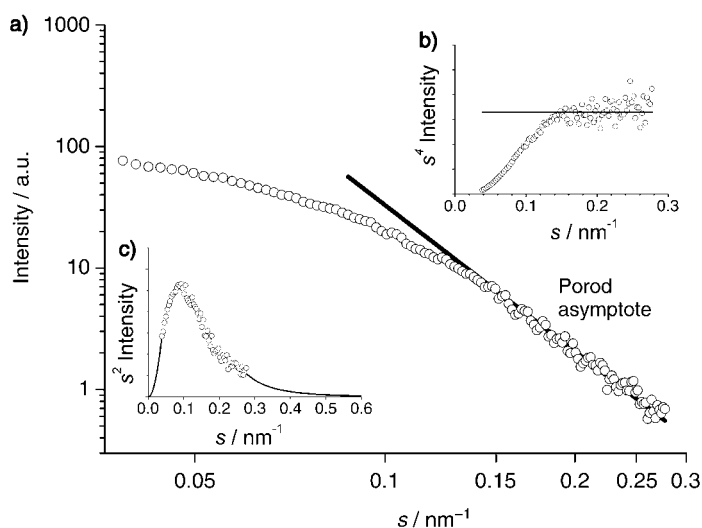 a)
1000
100
10
1
Intensity / a.u.
0.05
0.1
0.15
0.2
0.25
0.3
s / nm⁻¹
Porod
asymptote
b)
s⁴ Intensity
0.0
0.1
0.2
0.3
s / nm⁻¹
c)
s² Intensity
0.0
0.1
0.2
0.3
0.4
0.5
0.6
s / nm⁻¹